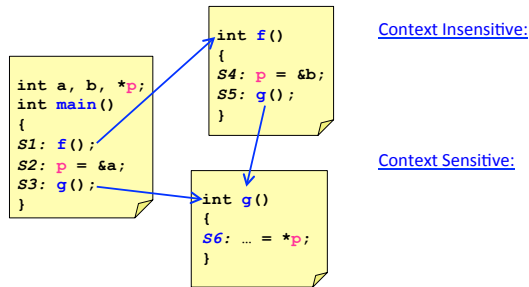 int a, b, *p;
int main()
{
S1: f();
S2: p = &a;
S3: g();
}
int f()
{
S4: p = &b;
S5: g();
}
int g()
{
S6: … = *p;
}
Context Insensitive:
Context Sensitive: